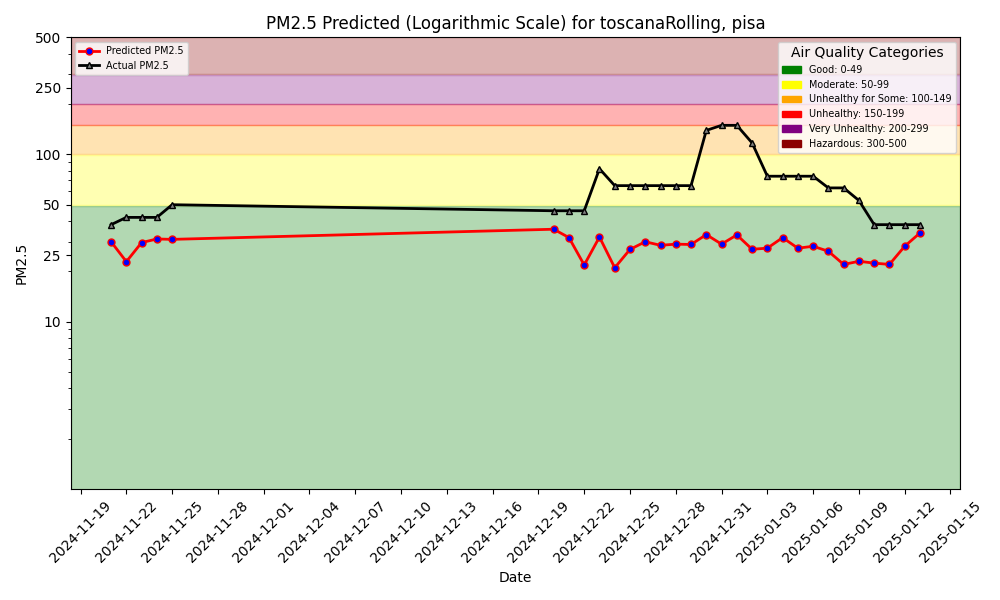 PM2.5 Predicted (Logarithmic Scale) for toscanaRolling, pisa
Predicted PM2.5
Actual PM2.5
Air Quality Categories
Good: 0-49
Moderate: 50-99
Unhealthy for Some: 100-149
Unhealthy: 150-199
Very Unhealthy: 200-299
Hazardous: 300-500
PM2.5
500
250
100
50
25
10
2024-11-19
2024-11-22
2024-11-25
2024-11-28
2024-12-01
2024-12-04
2024-12-07
2024-12-10
2024-12-13
2024-12-16
2024-12-19
2024-12-22
2024-12-25
2024-12-28
2024-12-31
2025-01-03
2025-01-06
2025-01-09
2025-01-12
2025-01-15
Date